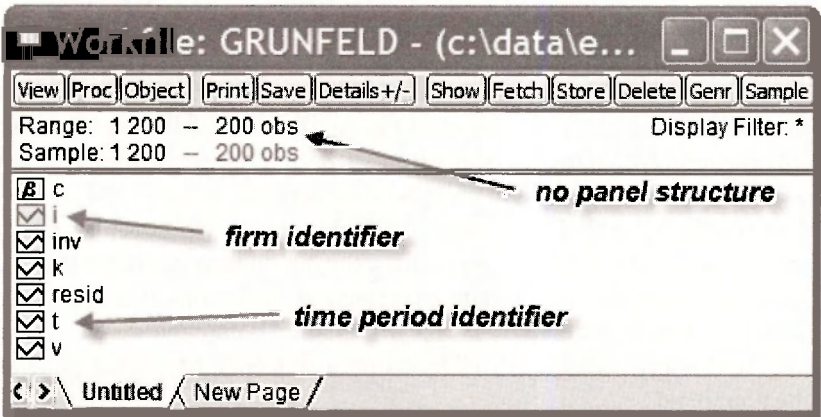 Workfile: GRUNFELD - (c:\data\e...
View Proc Object Print Save Details+/- Show Fetch Store Delete Genr Sample
Range: 1 200 -- 200 obs Display Filter: *
Sample: 1 200 -- 200 obs
no panel structure
c
i
firm identifier
inv
k
resid
t
time period identifier
v
Untitled New Page